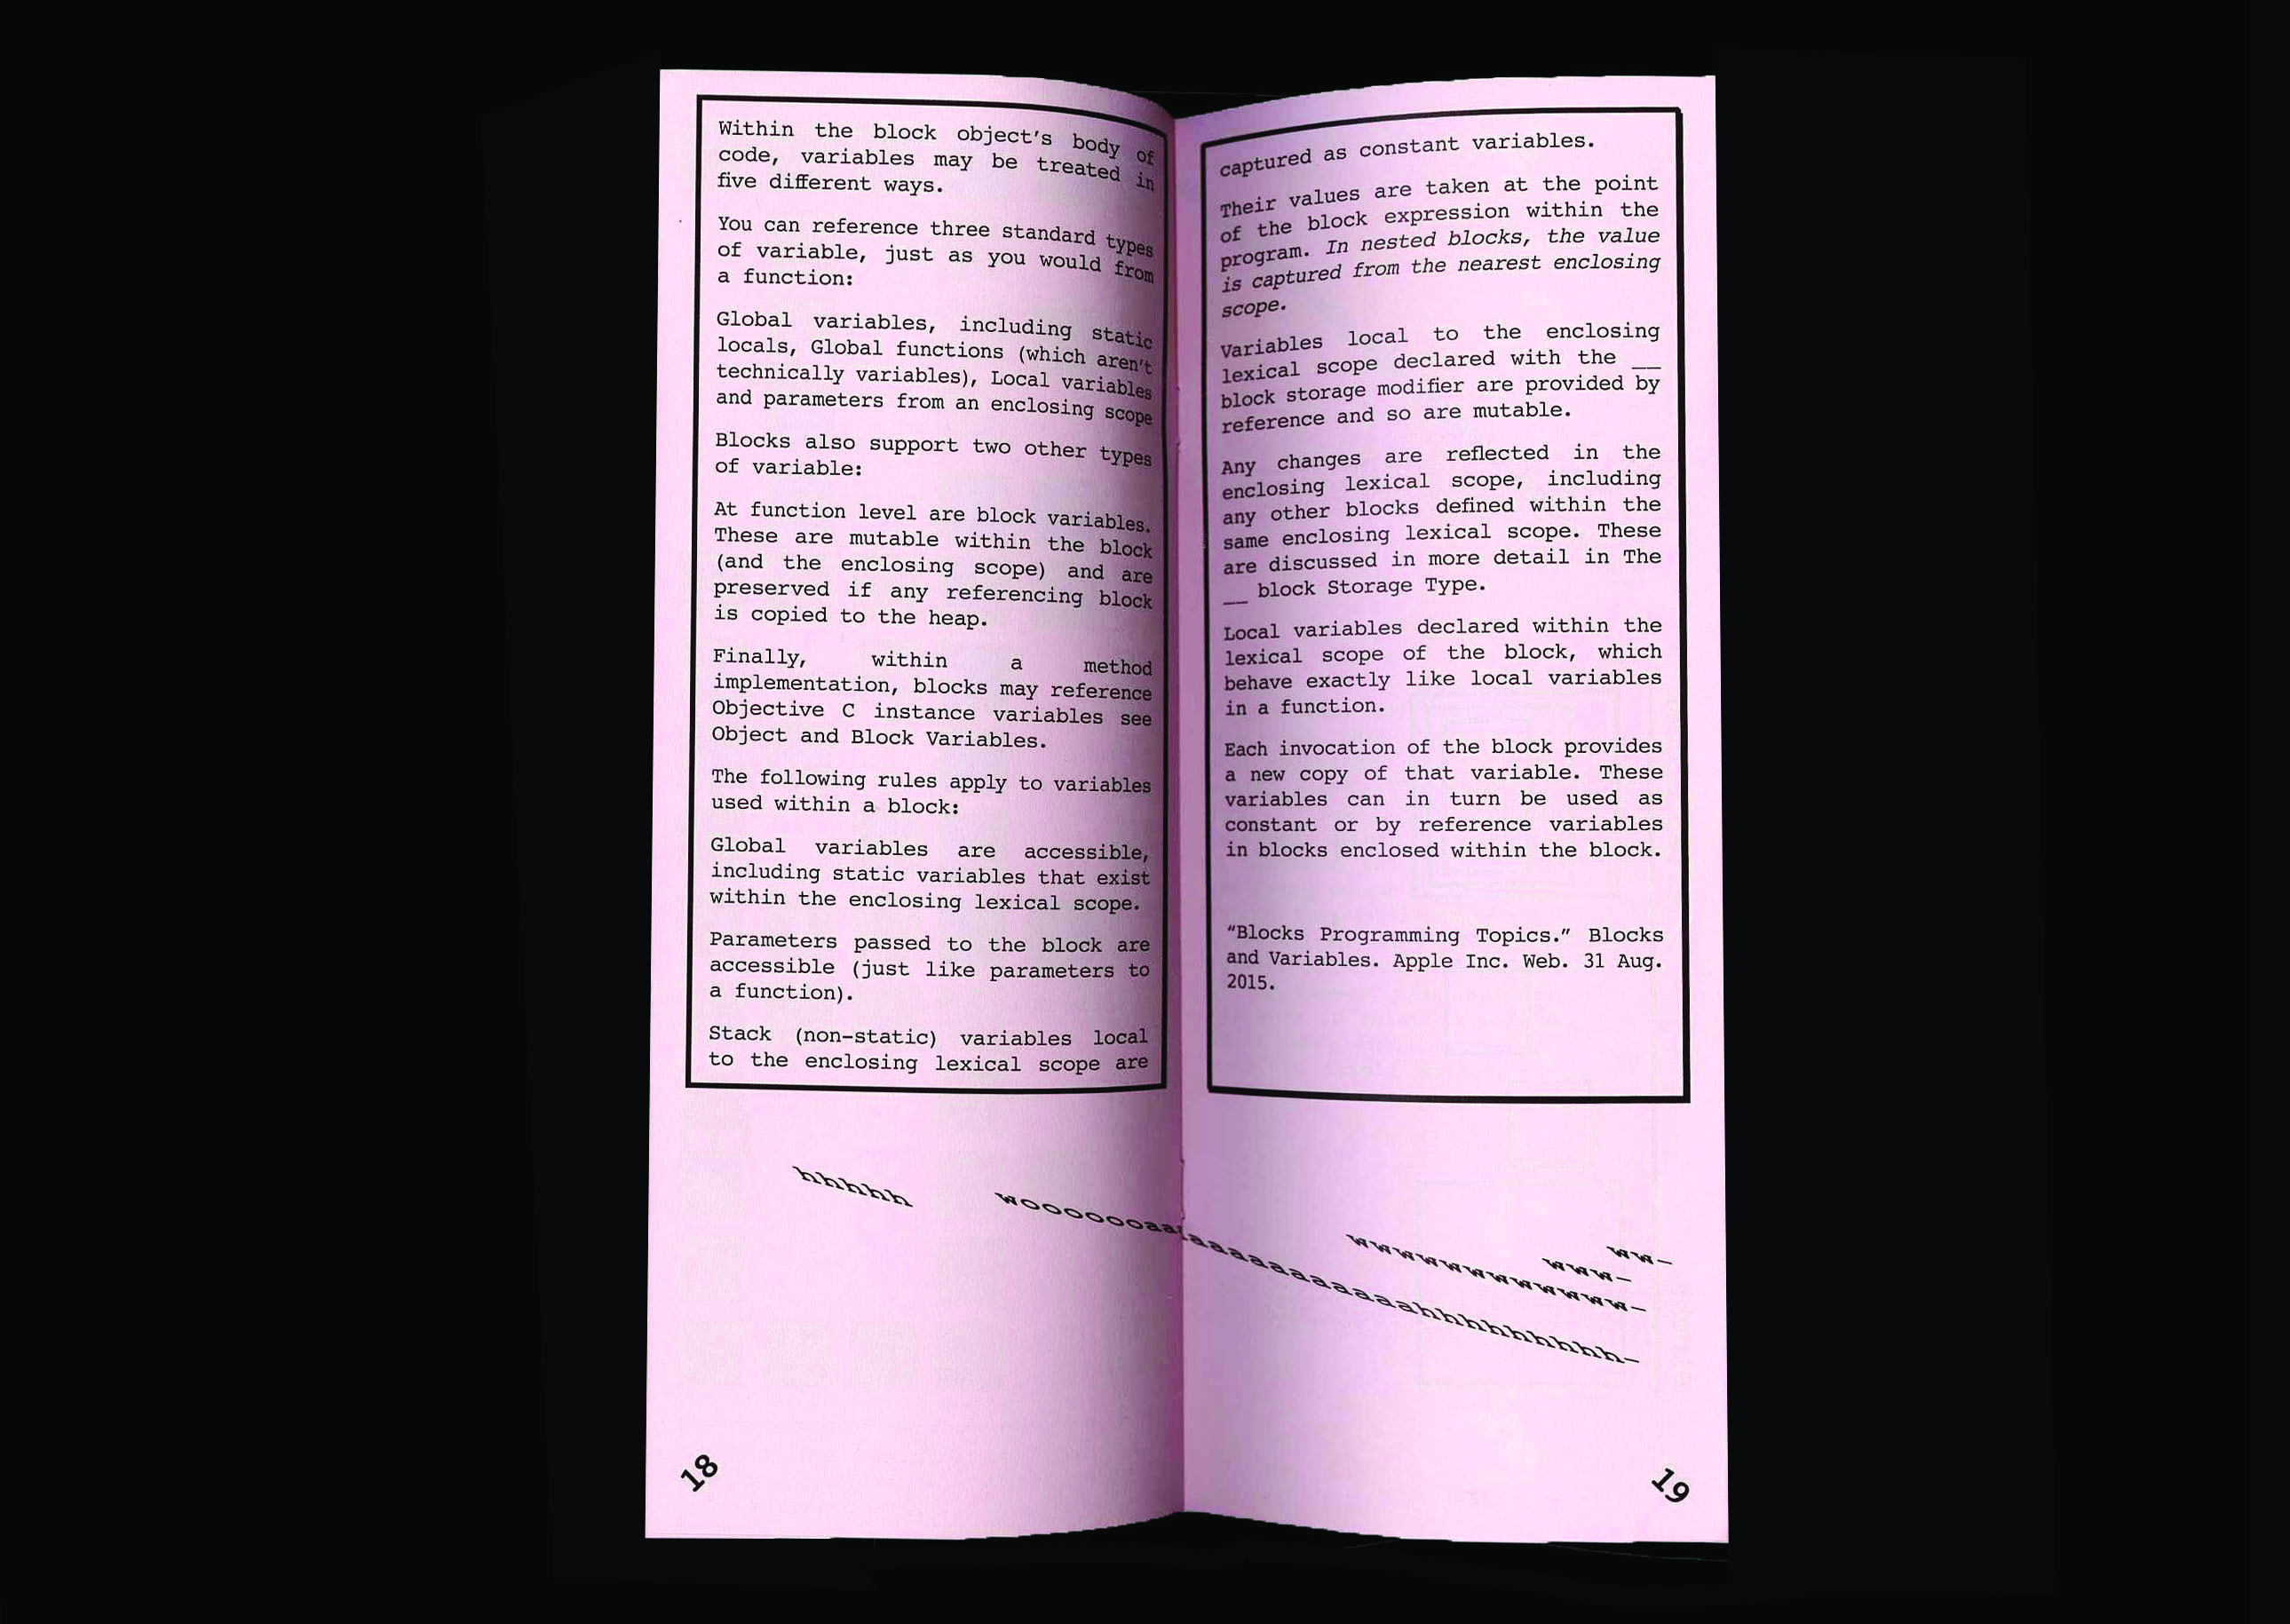 Within the block object's body of
code, variables may be treated in
five different ways.
You can reference three standard types
of variable, just as you would from
a function:
Global variables, including static
locals, Global functions (which aren't
technically variables), Local variables
and parameters from an enclosing scope
Blocks also support two other types
of variable:
At function level are block variables.
These are mutable within the block
(and the enclosing scope) and are
preserved if any referencing block
is copied to the heap.
Finally, within a method
implementation, blocks may reference
Objective C instance variables see
Object and Block Variables.
The following rules apply to variables
used within a block:
Global variables are accessible,
including static variables that exist
within the enclosing lexical scope.
Parameters passed to the block are
accessible (just like parameters to
a function).
Stack (non-static) variables local
to the enclosing lexical scope are
hhhhh
18
captured as constant variables.
Their values are taken at the point
of the block expression within the
program. In nested blocks, the value
is captured from the nearest enclosing
scope.
Variables local to the enclosing
lexical scope declared with the __
block storage modifier are provided by
reference and so are mutable.
Any changes are reflected in the
enclosing lexical scope, including
any other blocks defined within the
same enclosing lexical scope. These
are discussed in more detail in The
__ block Storage Type.
Local variables declared within the
lexical scope of the block, which
behave exactly like local variables
in a function.
Each invocation of the block provides
a new copy of that variable. These
variables can in turn be used as
constant or by reference variables
in blocks enclosed within the block.
“Blocks Programming Topics.” Blocks
and Variables. Apple Inc. Web. 31 Aug.
2015.
ww-
www-
wwwwwwwwwwww-
19